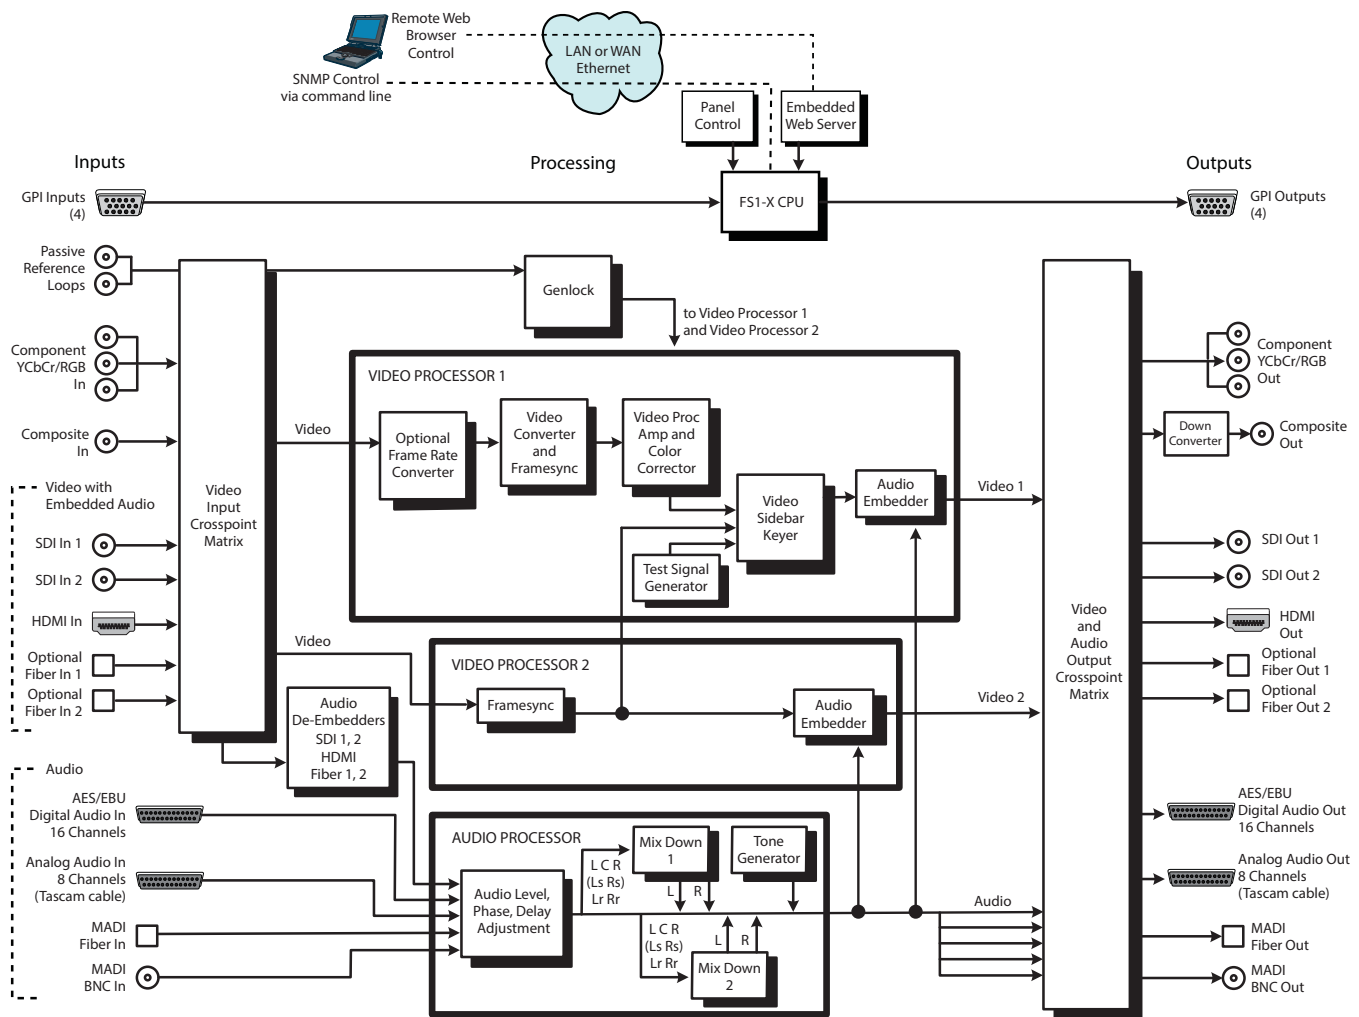 Remote Web
Browser
Control
LAN or WAN
Ethernet
SNMP Control
via command line
Panel
Control
Embedded
Web Server
Inputs
Processing
Outputs
GPI Inputs
(4)
FS1-X CPU
GPI Outputs
(4)
Passive
Reference
Loops
Genlock
to Video Processor 1
and Video Processor 2
Component
YCbCr/RGB
In
Composite
In
Video with
Embedded Audio
SDI In 1
SDI In 2
HDMI In
Optional
Fiber In 1
Optional
Fiber In 2
Video
Input
Crosspoint
Matrix
Video
Video
VIDEO PROCESSOR 1
Optional
Frame Rate
Converter
Video
Converter
and
Framesync
Video Proc
Amp and
Color
Corrector
Video
Sidebar
Keyer
Test Signal
Generator
Audio
Embedder
Video 1
VIDEO PROCESSOR 2
Framesync
Audio
Embedder
Video 2
Audio
De-Embedders
SDI 1, 2
HDMI
Fiber 1, 2
Audio
AES/EBU
Digital Audio In
16 Channels
Analog Audio In
8 Channels
(Tascam cable)
MADI
Fiber In
MADI
BNC In
AUDIO PROCESSOR
Audio Level,
Phase, Delay
Adjustment
L C R
(Ls Rs)
Lr Rr
Mix Down
1
L R
Tone
Generator
L C R
(Ls Rs)
Lr Rr
L R
Mix Down
2
Audio
Video
and
Audio
Output
Crosspoint
Matrix
Component
YCbCr/RGB
Out
Down
Converter
Composite
Out
SDI Out 1
SDI Out 2
HDMI
Out
Optional
Fiber Out 1
Optional
Fiber Out 2
AES/EBU
Digital Audio Out
16 Channels
Analog Audio Out
8 Channels
(Tascam cable)
MADI
Fiber Out
MADI
BNC Out